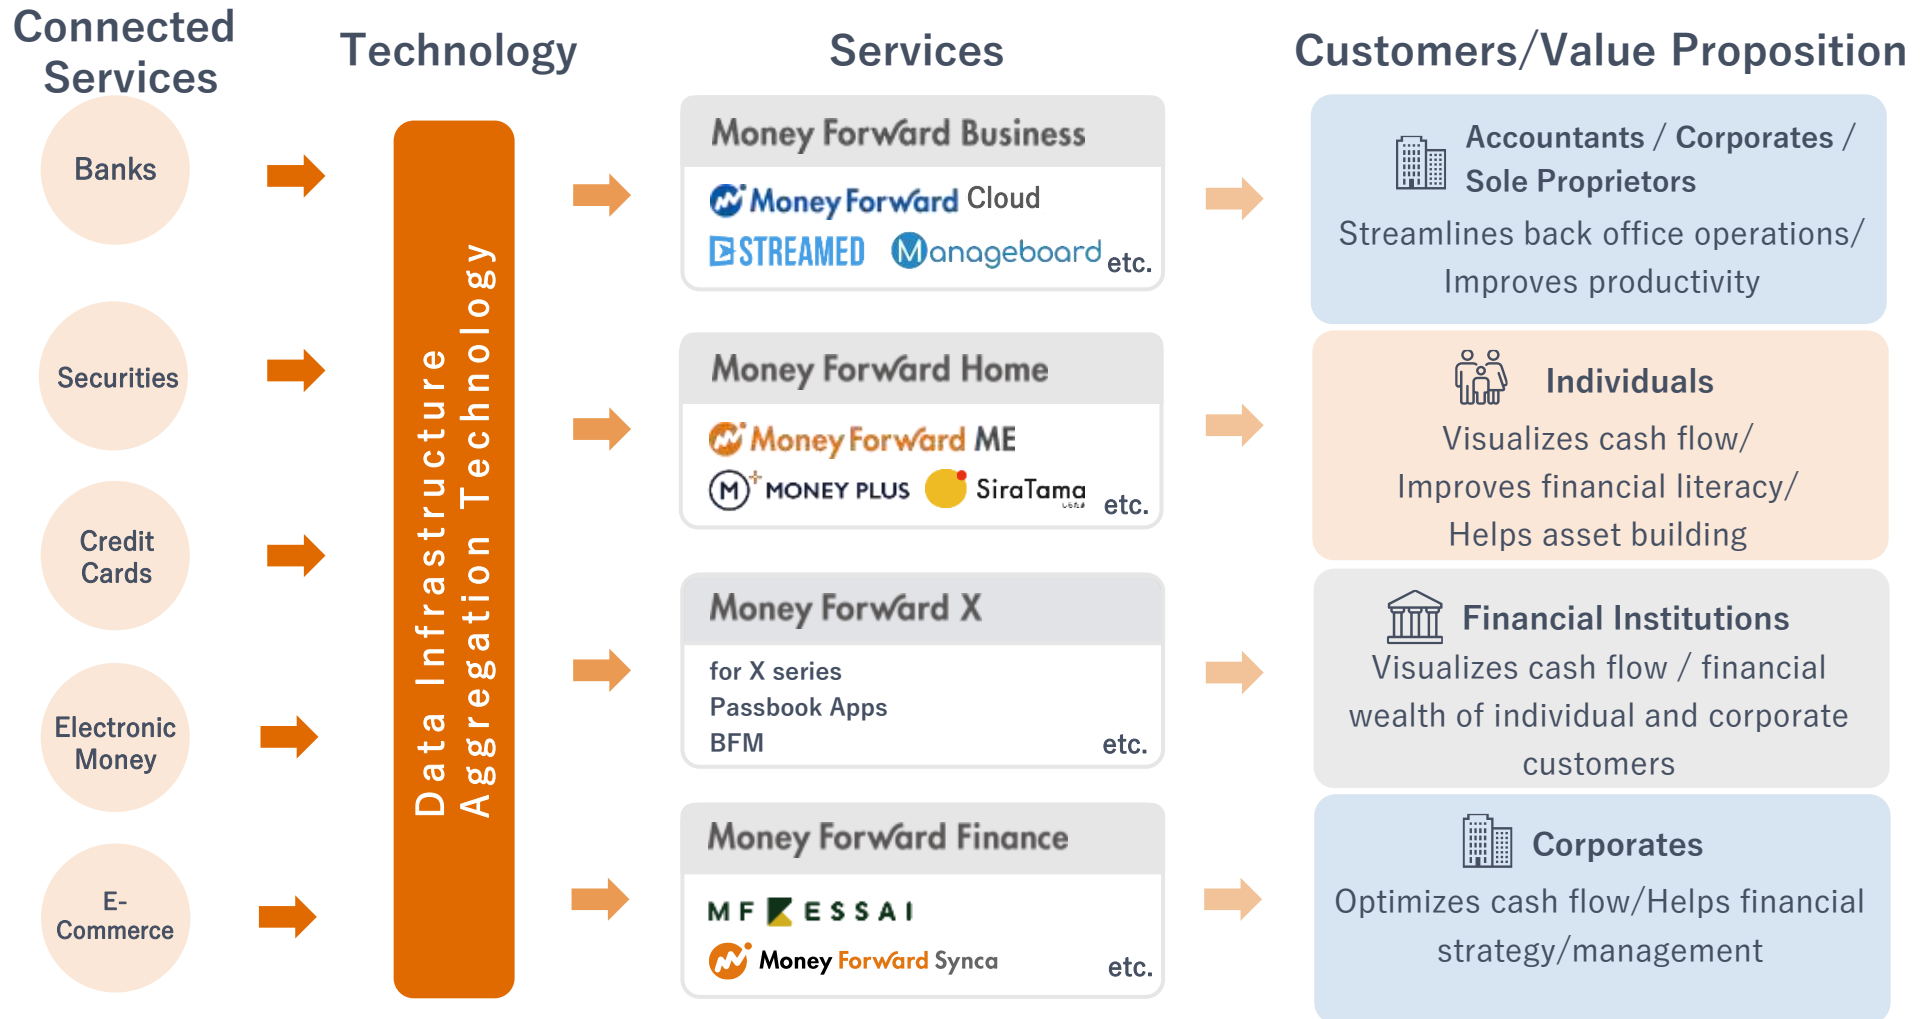 Connected
Services
Technology
Services
Customers/Value Proposition
Banks
Securities
Credit
Cards
Electronic
Money
E-
Commerce
Data Infrastructure
Aggregation Technology
Money Forward Business
Money Forward Cloud
STREAMED
Manageboard
etc.
Money Forward Home
Money Forward ME
M
MONEY PLUS
SiraTama
etc.
Money Forward X
for X series
Passbook Apps
BFM
etc.
Money Forward Finance
MF KESSAI
Money Forward Synca
etc.
Accountants / Corporates /
Sole Proprietors
Streamlines back office operations/
Improves productivity
Individuals
Visualizes cash flow/
Improves financial literacy/
Helps asset building
Financial Institutions
Visualizes cash flow / financial
wealth of individual and corporate
customers
Corporates
Optimizes cash flow/Helps financial
strategy/management